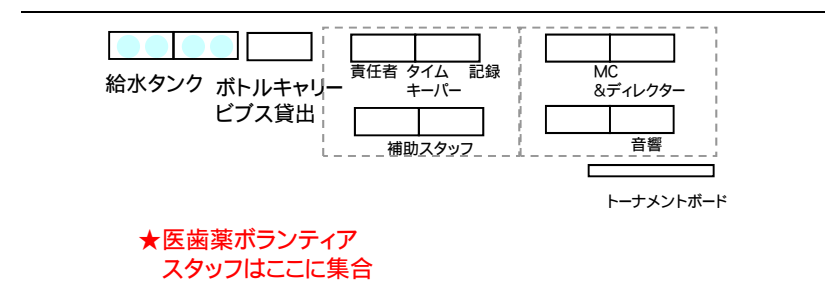 給水タンク
ボトルキャリー
ビブス貸出
責任者 タイム 記録
キーパー
補助スタッフ
MC
&ディレクター
音響
トーナメントボード
★医歯薬ボランティア
スタッフはここに集合